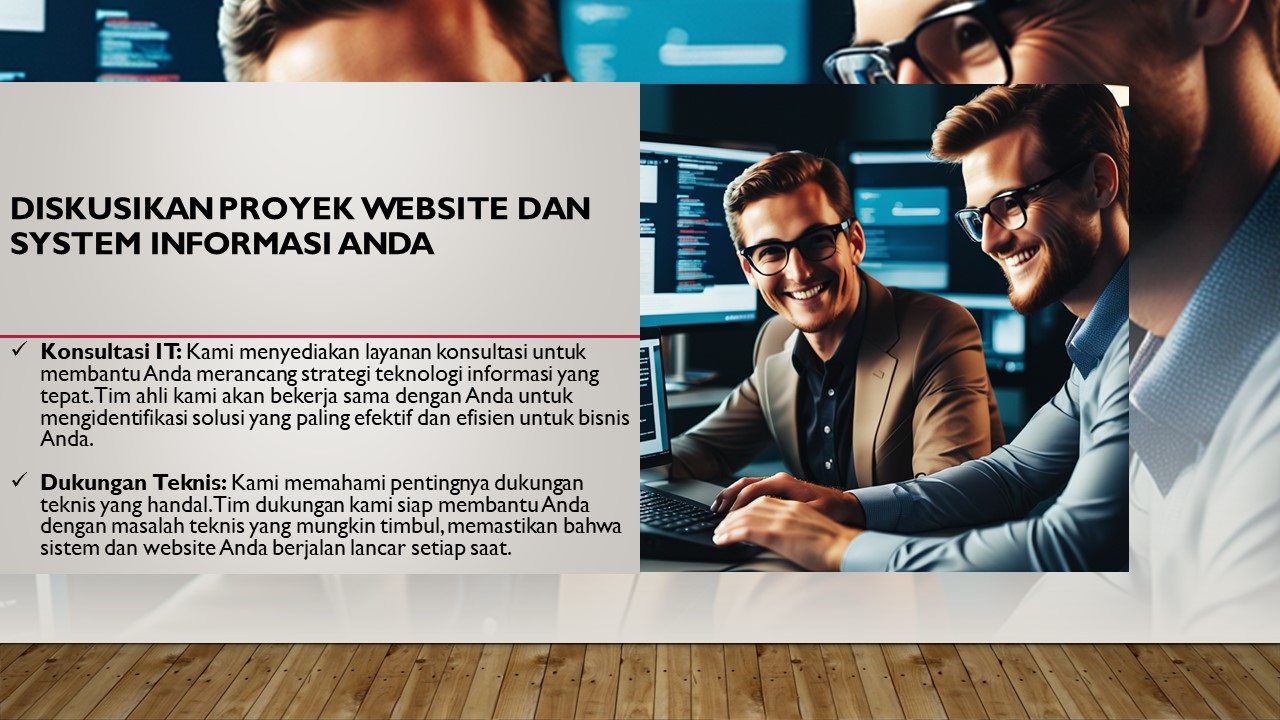 DISKUSIKAN PROYEK WEBSITE DAN
SYSTEM INFORMASI ANDA
✓ Konsultasi IT: Kami menyediakan layanan konsultasi untuk
membantu Anda merancang strategi teknologi informasi yang
tepat. Tim ahli kami akan bekerja sama dengan Anda untuk
mengidentifikasi solusi yang paling efektif dan efisien untuk bisnis
Anda.
✓ Dukungan Teknis: Kami memahami pentingnya dukungan
teknis yang handal. Tim dukungan kami siap membantu Anda
dengan masalah teknis yang mungkin timbul, memastikan bahwa
sistem dan website Anda berjalan lancar setiap saat.